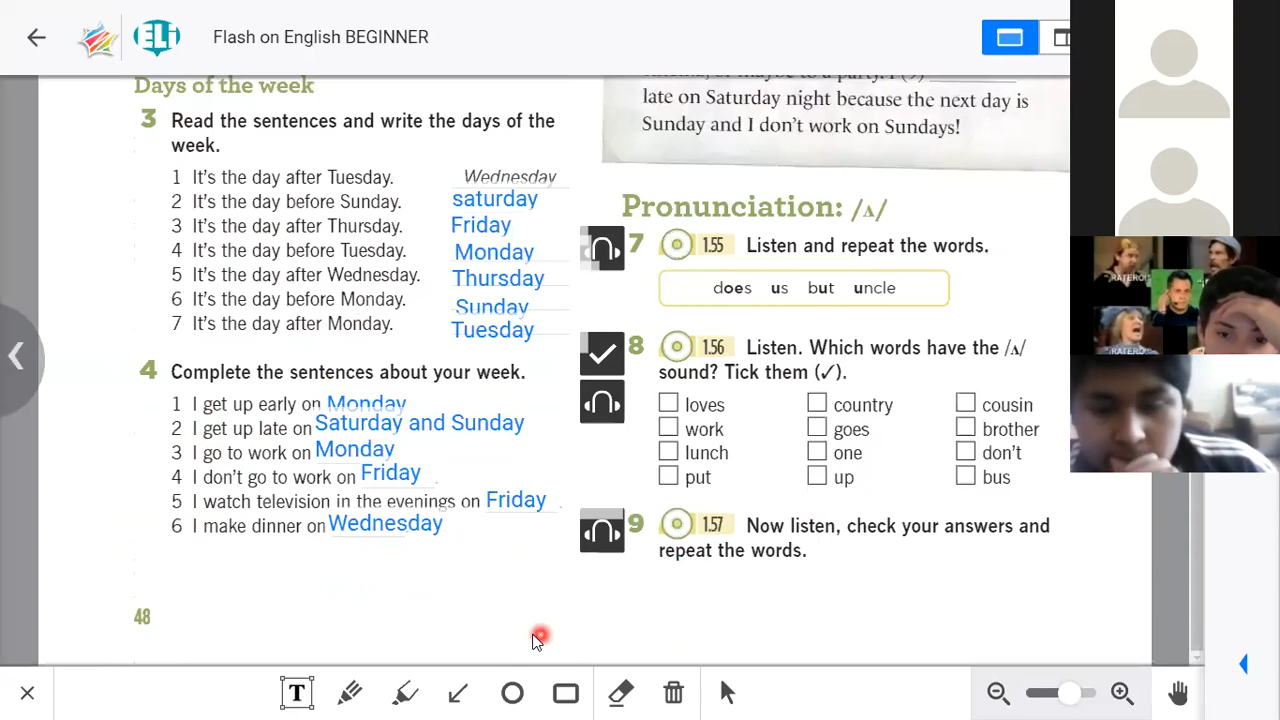 ELi
Flash on English BEGINNER
Days of the week
3 Read the sentences and write the days of the
week.
1 It's the day after Tuesday. Wednesday
2 It's the day before Sunday. saturday
3 It's the day after Thursday. Friday
4 It's the day before Tuesday. Monday
5 It's the day after Wednesday. Thursday
6 It's the day before Monday. Sunday
7 It's the day after Monday. Tuesday
4 Complete the sentences about your week.
1 I get up early on Monday
2 I get up late on Saturday and Sunday
3 I go to work on Monday
4 I don't go to work on Friday.
5 I watch television in the evenings on Friday.
6 I make dinner on Wednesday
48
late on Saturday night because the next day is
Sunday and I don't work on Sundays!
Pronunciation: /ʌ/
7 1.55 Listen and repeat the words.
does us but uncle
8 1.56 Listen. Which words have the /ʌ/
sound? Tick them (✓).
loves country cousin
work goes brother
lunch one don't
put up bus
9 1.57 Now listen, check your answers and
repeat the words.
T